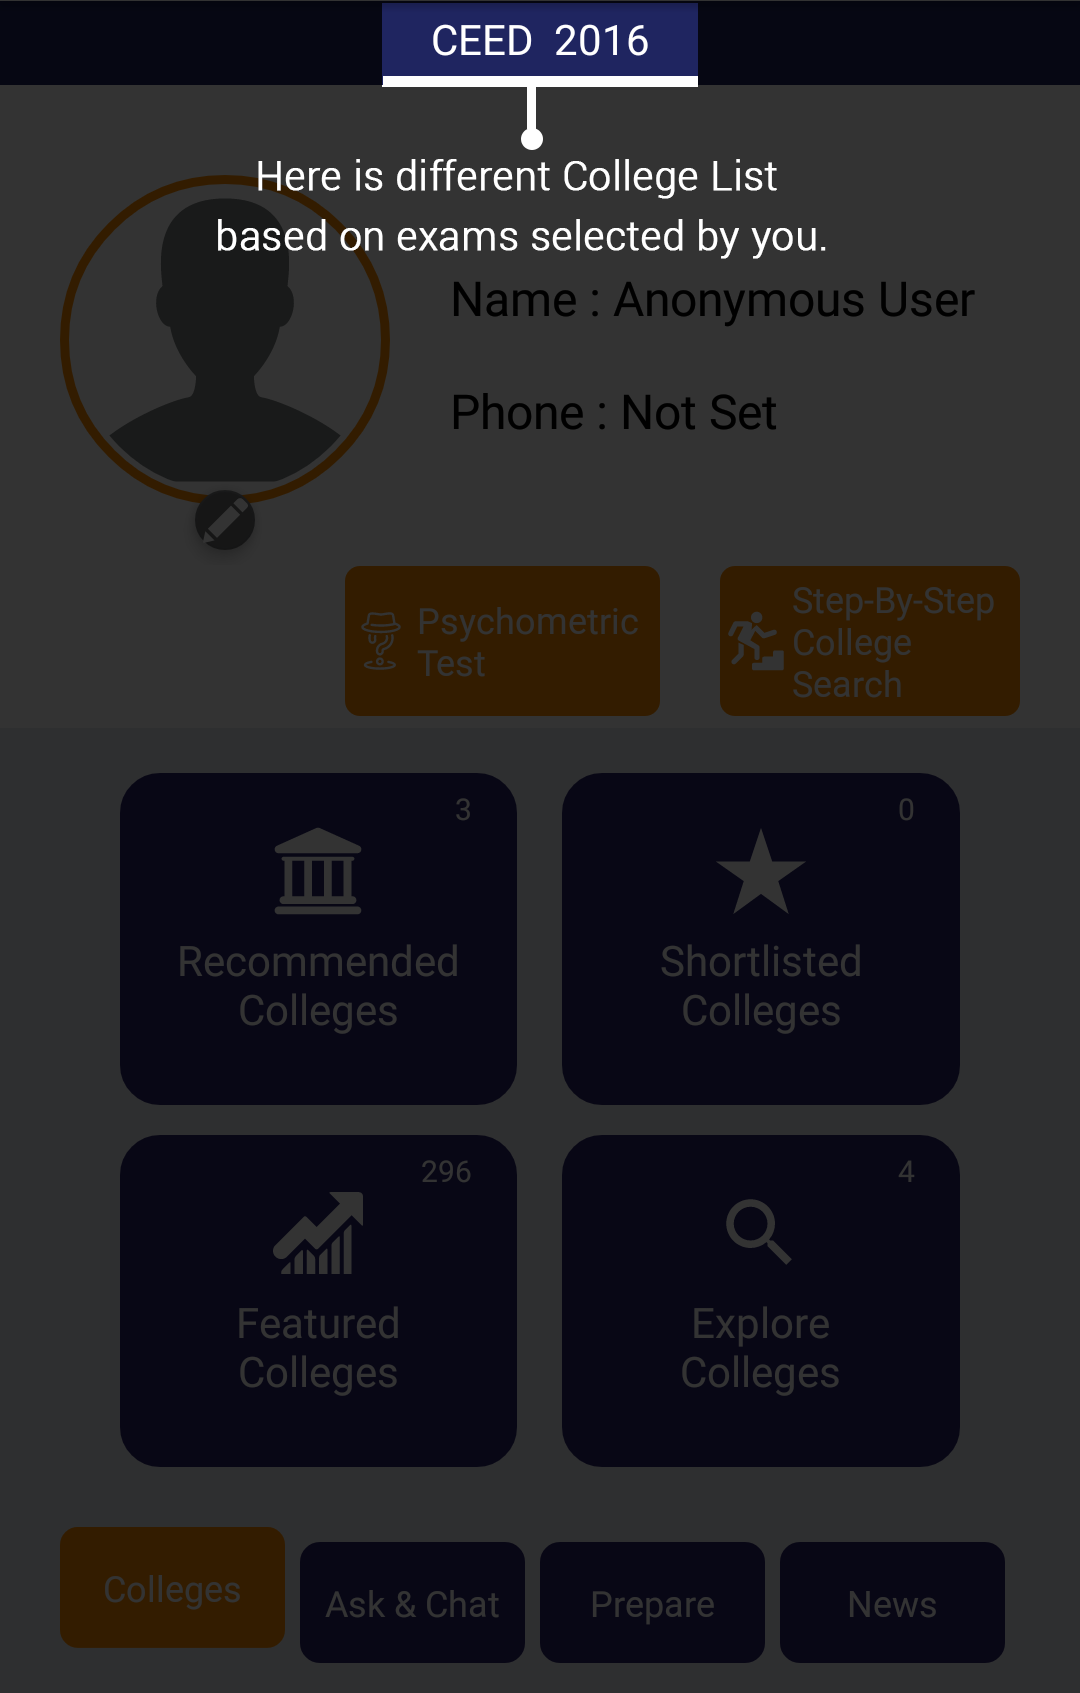 CEED 2016
Here is different College List
based on exams selected by you.
Name : Anonymous User
Phone : Not Set
Psychometric
Test
Step-By-Step
College
Search
3
Recommended
Colleges
0
Shortlisted
Colleges
296
Featured
Colleges
4
Explore
Colleges
Colleges
Ask & Chat
Prepare
News